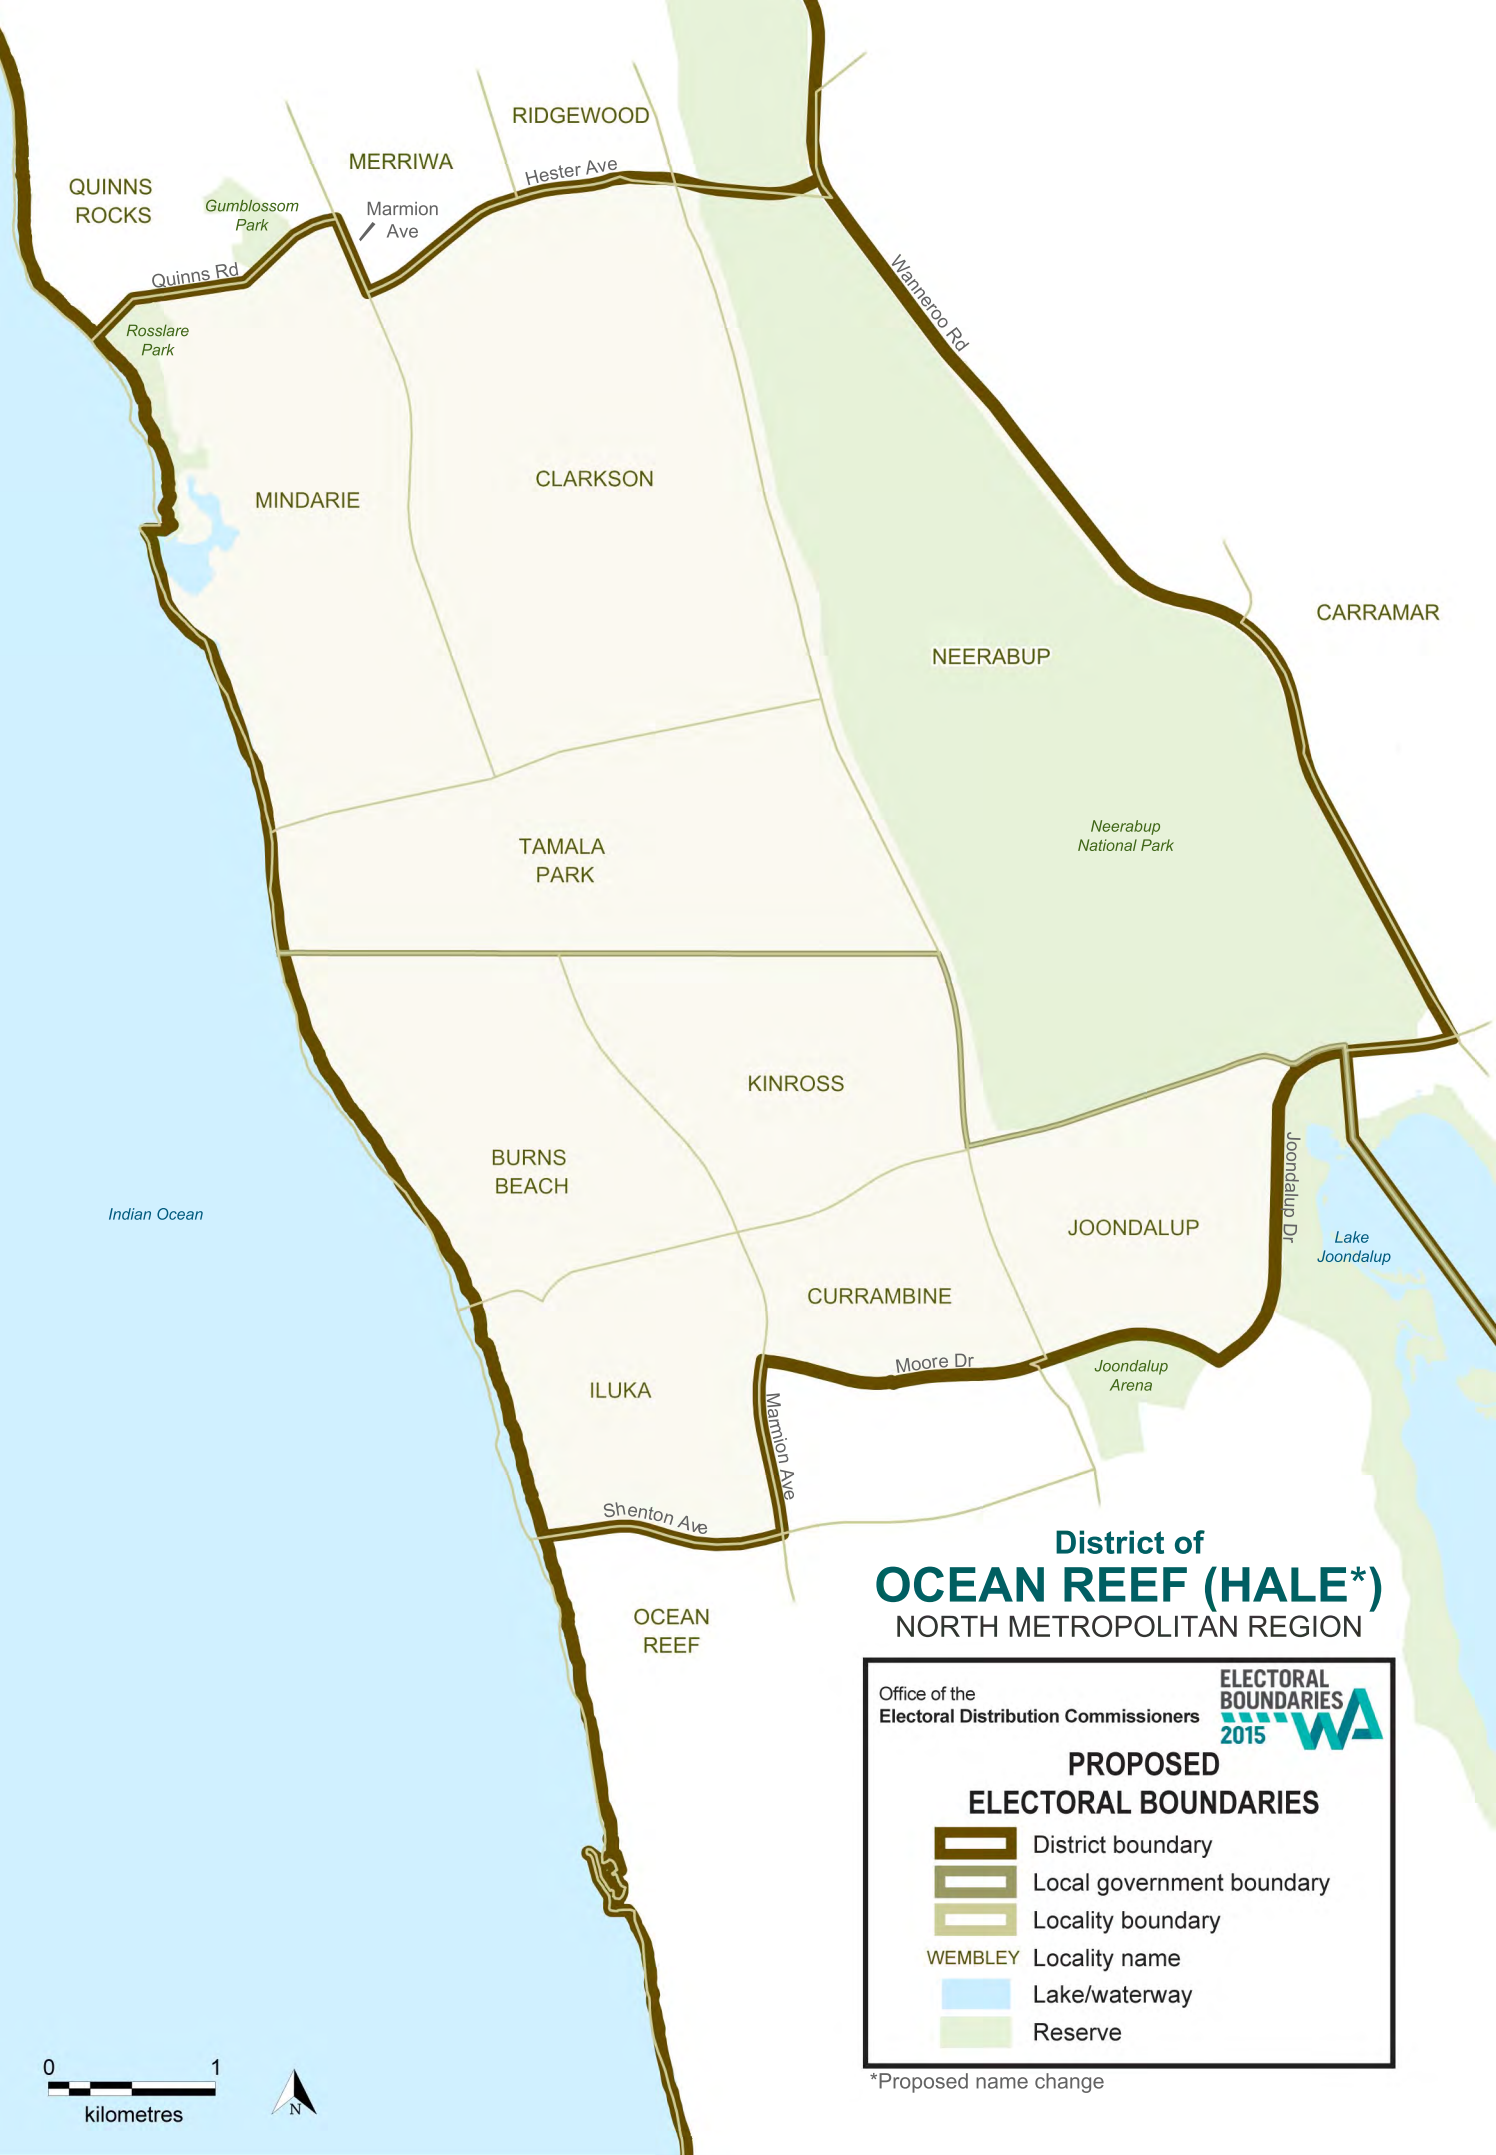 RIDGEWOOD
MERRIWA
Hester Ave
QUINNS
ROCKS
Gumblossom
Park
Marmion
Ave
Quinns Rd
Wanneroo Rd
Rosslare
Park
CLARKSON
MINDARIE
CARRAMAR
NEERABUP
Neerabup
National Park
TAMALA
PARK
KINROSS
BURNS
BEACH
Joondalup Dr
Indian Ocean
JOONDALUP
Lake
Joondalup
CURRAMBINE
Moore Dr
Joondalup
Arena
ILUKA
Marmion Ave
Shenton Ave
OCEAN
REEF
District of
OCEAN REEF (HALE*)
NORTH METROPOLITAN REGION
Office of the
Electoral Distribution Commissioners
ELECTORAL
BOUNDARIES
2015 WA
PROPOSED
ELECTORAL BOUNDARIES
District boundary
Local government boundary
Locality boundary
WEMBLEY Locality name
Lake/waterway
Reserve
*Proposed name change
0 1
kilometres
N